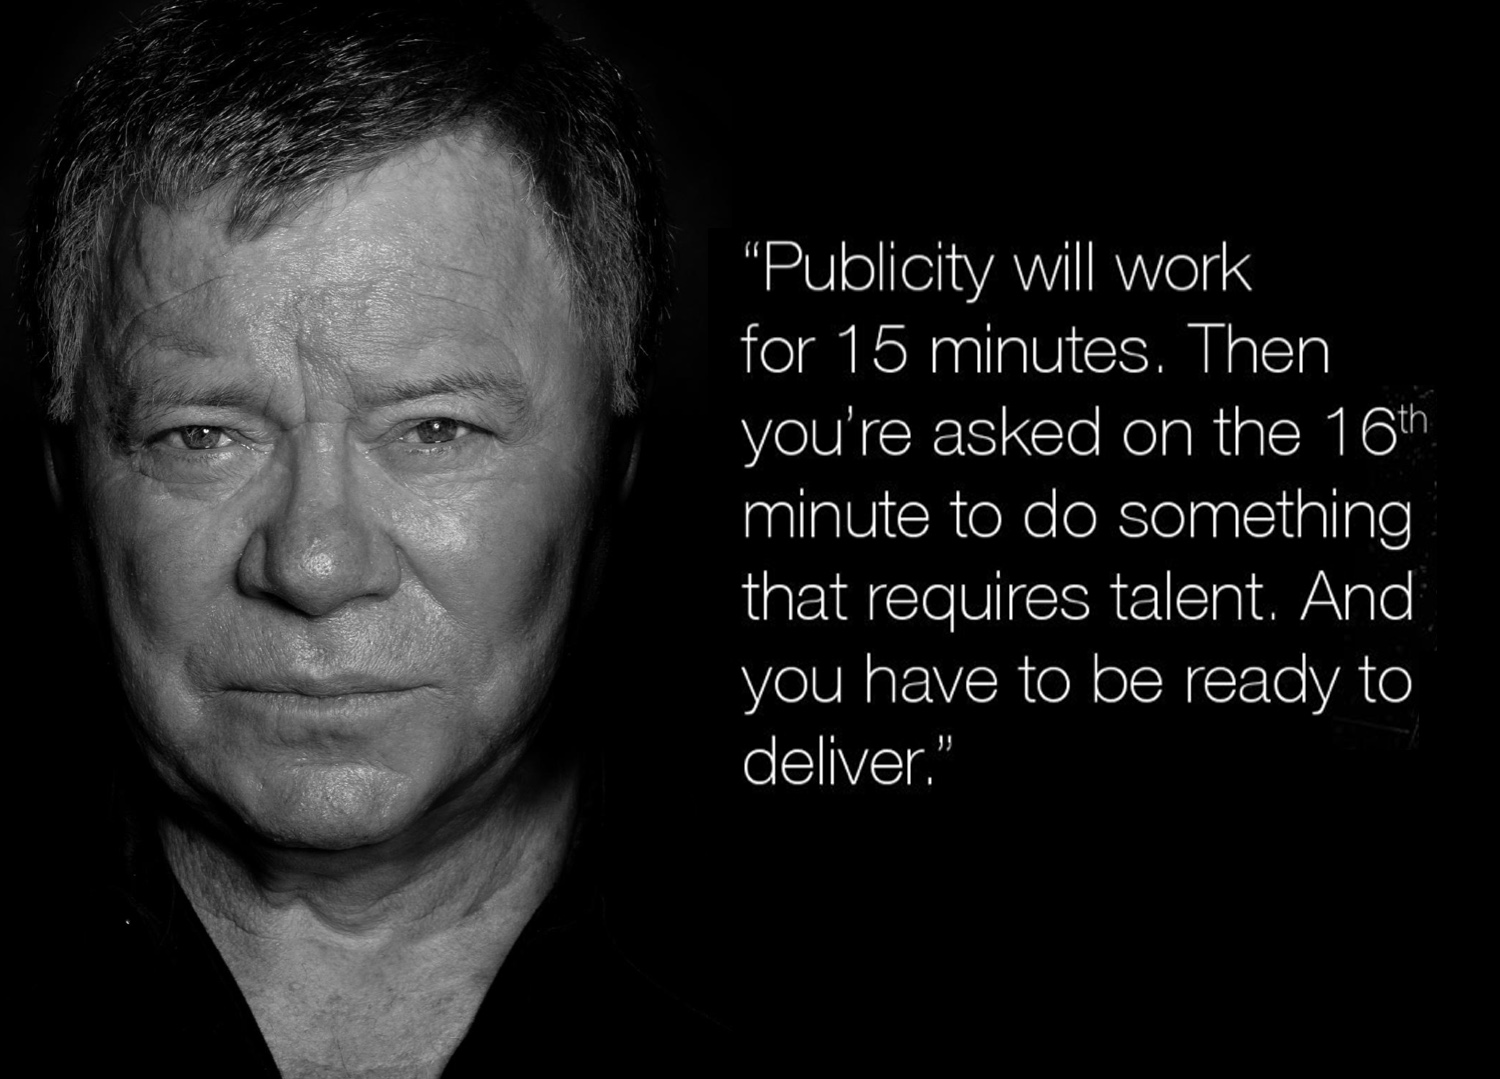 “Publicity will work
for 15 minutes. Then
you’re asked on the 16th
minute to do something
that requires talent. And
you have to be ready to
deliver.”